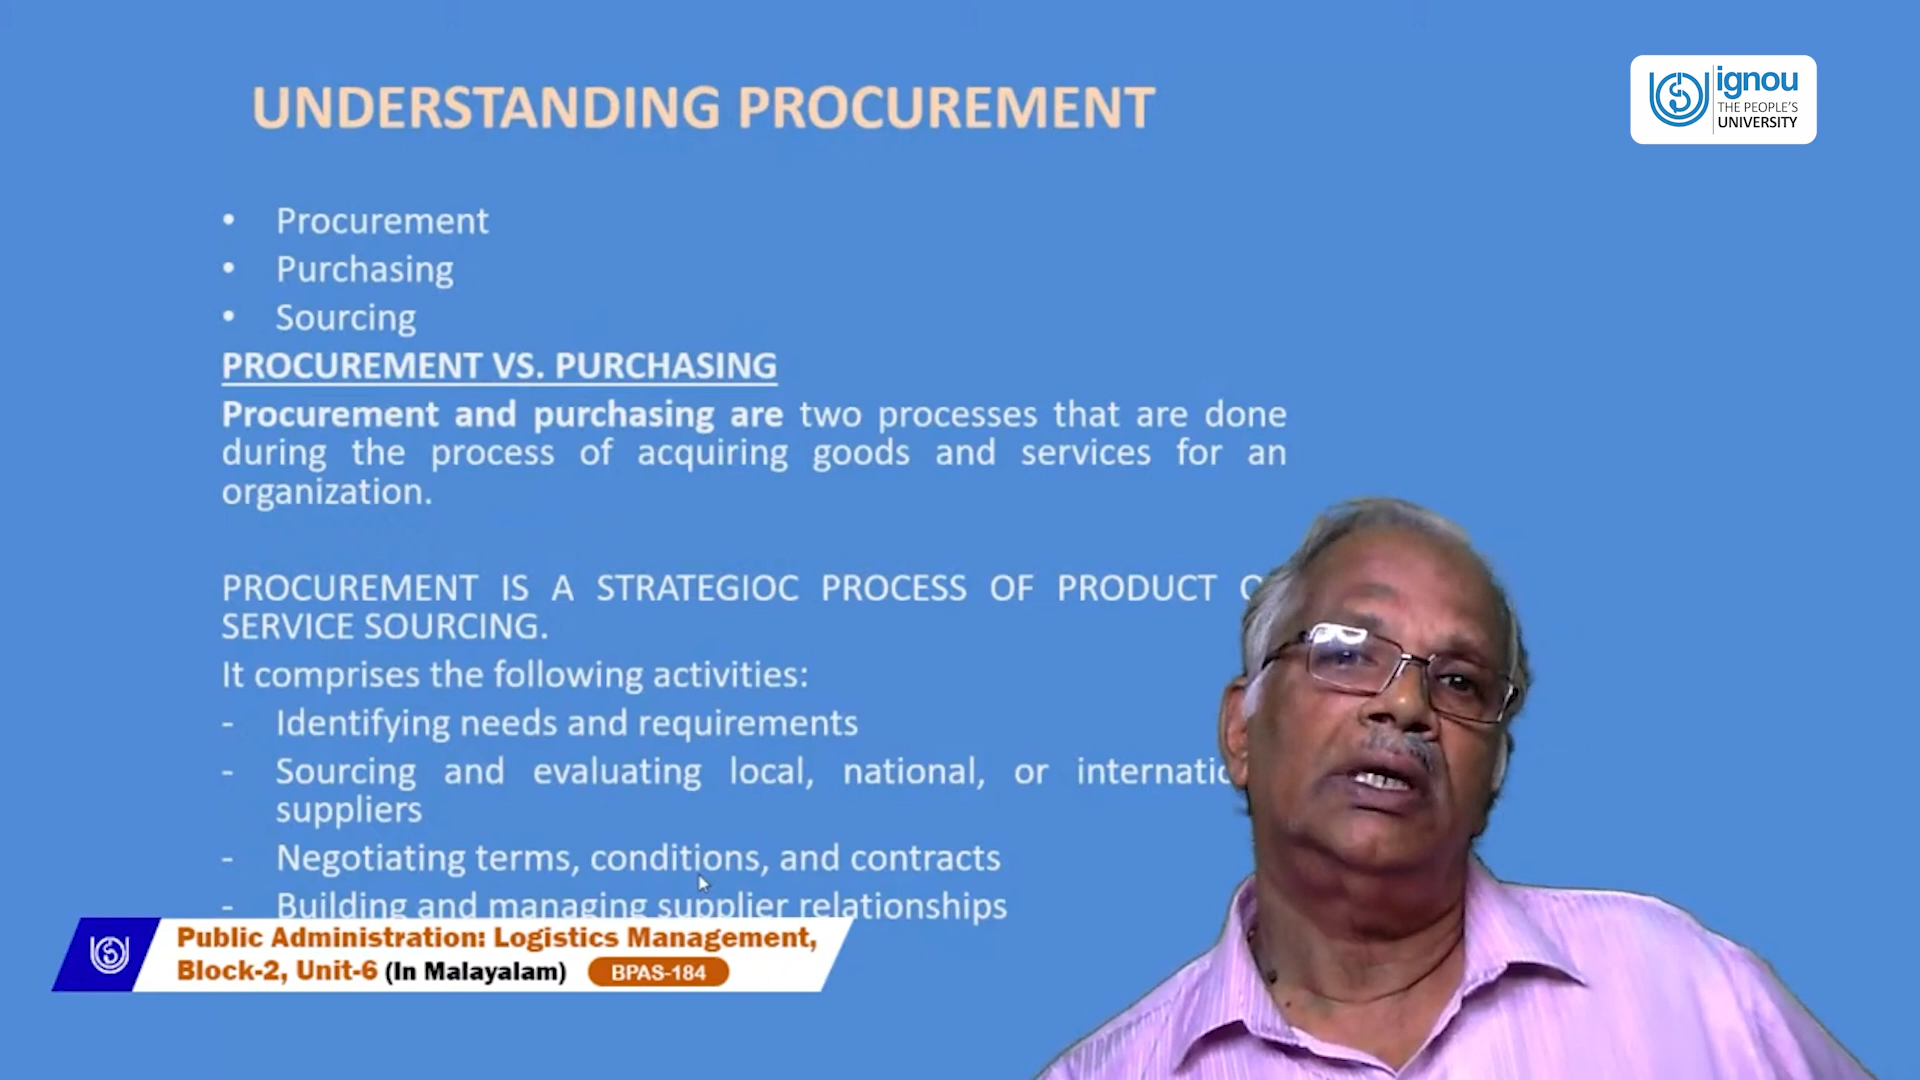 UNDERSTANDING PROCUREMENT
ignou
THE PEOPLE'S
UNIVERSITY
• Procurement
• Purchasing
• Sourcing
PROCUREMENT VS. PURCHASING
Procurement and purchasing are two processes that are done
during the process of acquiring goods and services for an
organization.
PROCUREMENT IS A STRATEGIOC PROCESS OF PRODUCT
SERVICE SOURCING.
It comprises the following activities:
- Identifying needs and requirements
- Sourcing and evaluating local, national, or
suppliers
- Negotiating terms, conditions, and contracts
- Building and managing supplier relationships
Public Administration: Logistics Management,
Block-2, Unit-6 (In Malayalam) BPAS-184